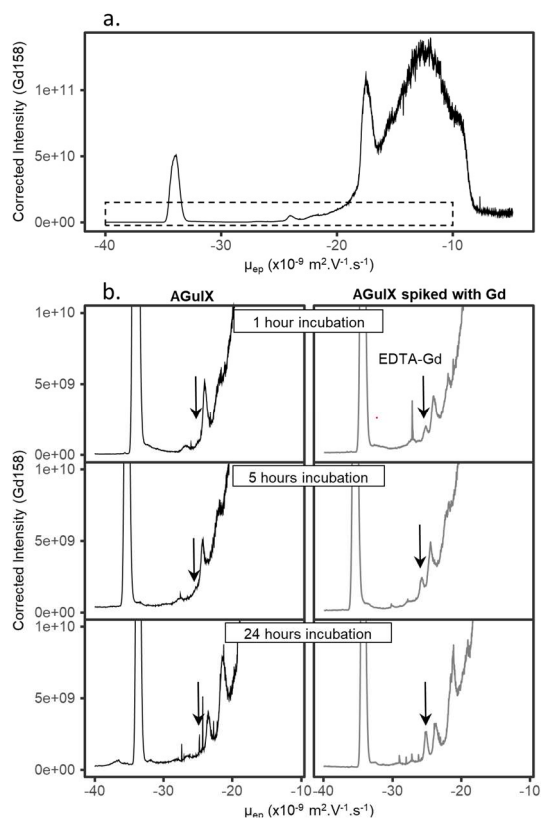 a.
Corrected Intensity (Gd158)
1e+11
5e+10
0e+00
-40 -30 -20 -10
μep (x10-9 m2.V-1.s-1)
b.
AGuIX AGuIX spiked with Gd
1e+10 1 hour incubation
EDTA-Gd
5e+09
0e+00
1e+10 5 hours incubation
5e+09
0e+00
Corrected Intensity (Gd158)
1e+10 24 hours incubation
5e+09
0e+00
-40 -30 -20 -10 -40 -30 -20 -10
μep (x10-9 m2.V-1.s-1)